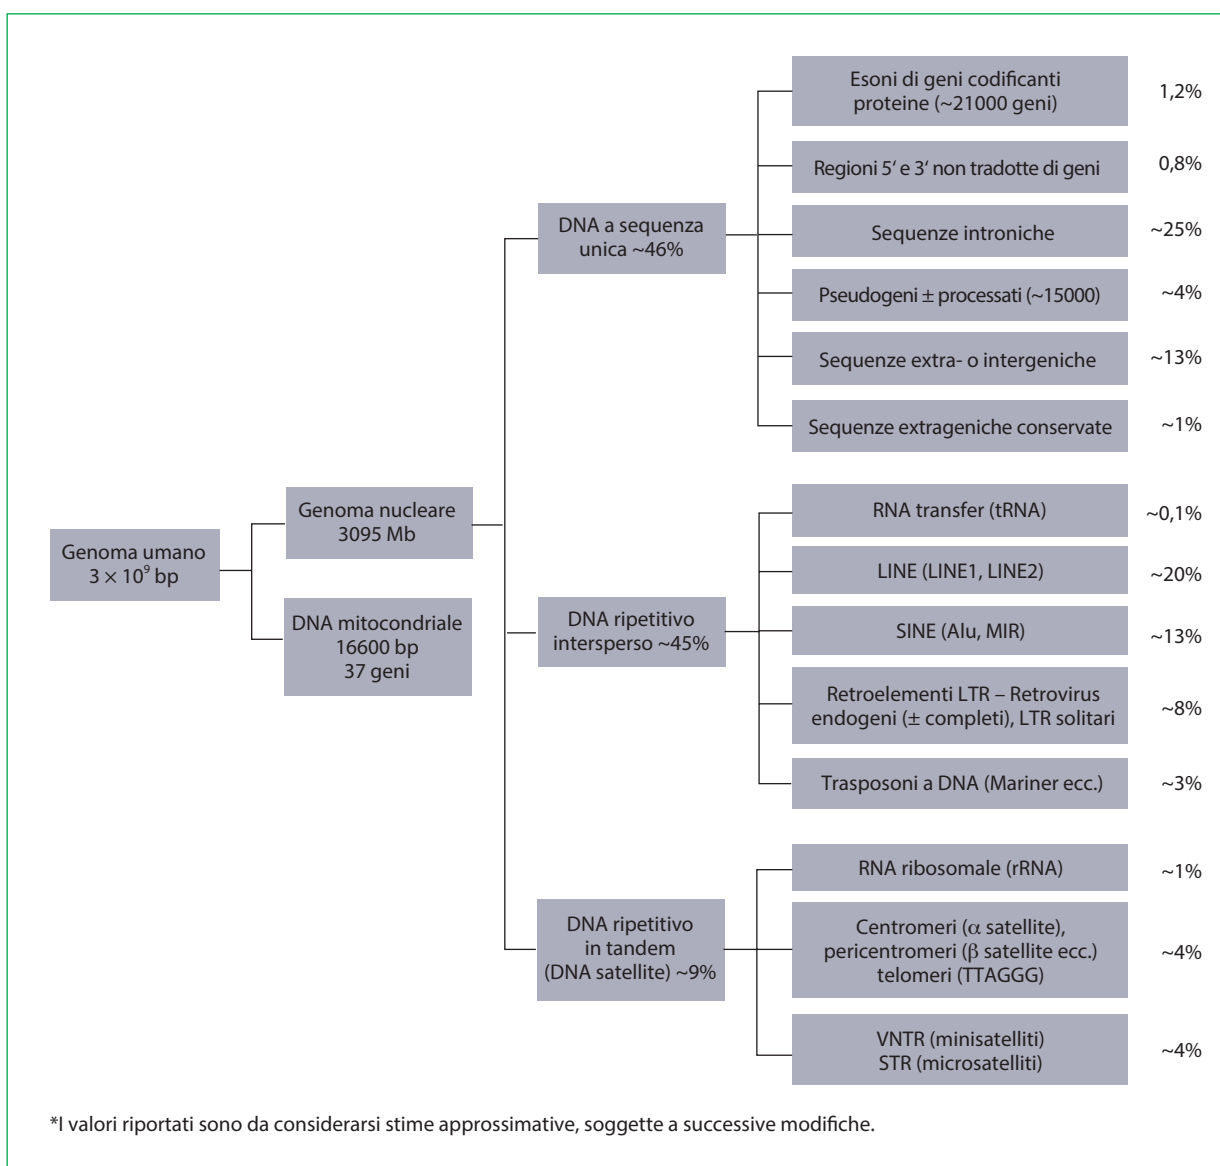 Genoma umano
3 × 10⁹ bp
Genoma nucleare
3095 Mb
DNA mitocondriale
16600 bp
37 geni
DNA a sequenza
unica ~46%
Esoni di geni codificanti
proteine (~21000 geni)
1,2%
Regioni 5‘ e 3‘ non tradotte di geni
0,8%
Sequenze introniche
~25%
Pseudogeni ± processati (~15000)
~4%
Sequenze extra- o intergeniche
~13%
Sequenze extrageniche conservate
~1%
DNA ripetitivo
intersperso ~45%
RNA transfer (tRNA)
~0,1%
LINE (LINE1, LINE2)
~20%
SINE (Alu, MIR)
~13%
Retroelementi LTR – Retrovirus
endogeni (± completi), LTR solitari
~8%
Trasposoni a DNA (Mariner ecc.)
~3%
DNA ripetitivo
in tandem
(DNA satellite) ~9%
RNA ribosomale (rRNA)
~1%
Centromeri (α satellite),
pericentromeri (β satellite ecc.)
telomeri (TTAGGG)
~4%
VNTR (minisatelliti)
STR (microsatelliti)
~4%
*I valori riportati sono da considerarsi stime approssimative, soggette a successive modifiche.